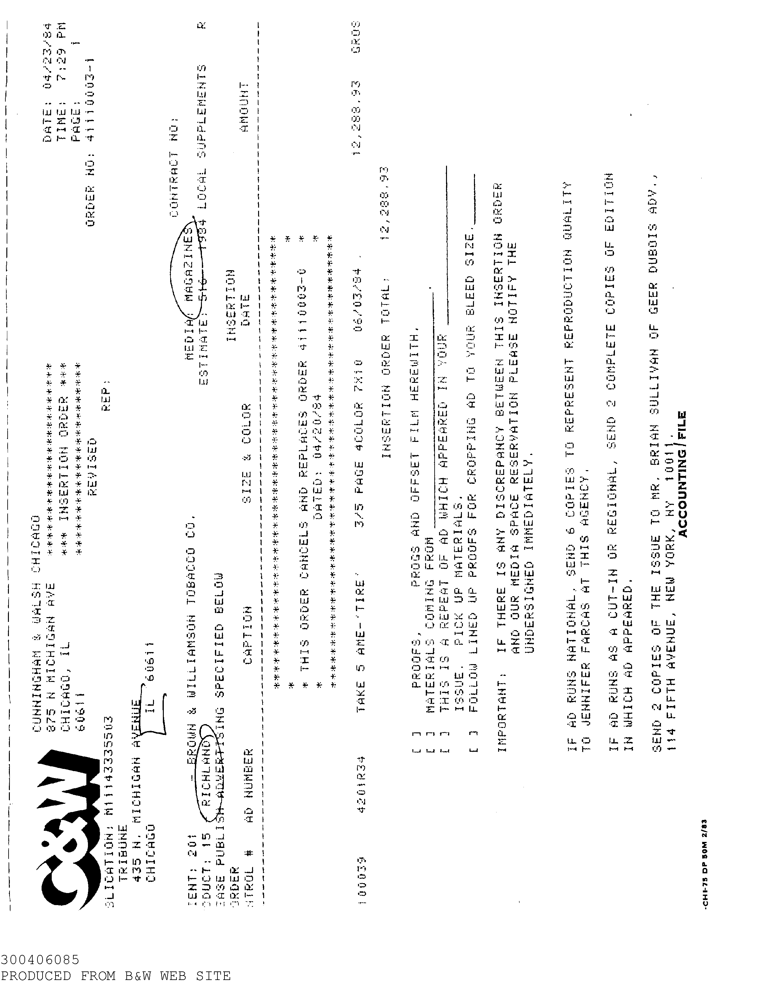 C&W
CUNNINGHAM & WALSH CHICAGO
875 N MICHIGAN AVE
CHICAGO, IL
60611
****************************
*** INSERTION ORDER ***
****************************
REVISED
DATE: 04/23/84
TIME: 7:29 PM
PAGE: 1
ORDER NO: 41110003-1
BLICATION: M11143335503
TRIBUNE
435 N. MICHIGAN AVENUE
CHICAGO IL 60611
REP:
CONTRACT NO:
IENT: 201 - BROWN & WILLIAMSON TOBACCO CO. MEDIA: MAGAZINES
ODUCT: 15 RICHLAND ESTIMATE: 516 1984 LOCAL SUPPLEMENTS R
EASE PUBLISH ADVERTISING SPECIFIED BELOW
ORDER INSERTION
NTROL # AD NUMBER CAPTION SIZE & COLOR DATE AMOUNT
**************************************************
* THIS ORDER CANCELS AND REPLACES ORDER 41110003-0 *
* DATED: 04/20/84 *
**************************************************
100039 4201R34 TAKE 5 AME-'TIRE' 3/5 PAGE 4COLOR 7X10 06/03/84 . 12,288.93 GROS
INSERTION ORDER TOTAL: 12,288.93
[ ] PROOFS, PROGS AND OFFSET FILM HEREWITH.
[ ] MATERIALS COMING FROM ____________________.
[ ] THIS IS A REPEAT OF AD WHICH APPEARED IN YOUR ____________________
ISSUE. PICK UP MATERIALS.
[ ] FOLLOW LINED UP PROOFS FOR CROPPING AD TO YOUR BLEED SIZE.________
IMPORTANT: IF THERE IS ANY DISCREPANCY BETWEEN THIS INSERTION ORDER
AND OUR MEDIA SPACE RESERVATION PLEASE NOTIFY THE
UNDERSIGNED IMMEDIATELY.
IF AD RUNS NATIONAL, SEND 6 COPIES TO REPRESENT REPRODUCTION QUALITY
TO JENNIFER FARCAS AT THIS AGENCY.
IF AD RUNS AS A CUT-IN OR REGIONAL, SEND 2 COMPLETE COPIES OF EDITION
IN WHICH AD APPEARED.
SEND 2 COPIES OF THE ISSUE TO MR. BRIAN SULLIVAN OF GEER DUBOIS ADV.,
114 FIFTH AVENUE, NEW YORK, NY 10011.
ACCOUNTING/FILE
-CHI-75 DP 50M 2/83
300406085
PRODUCED FROM B&W WEB SITE